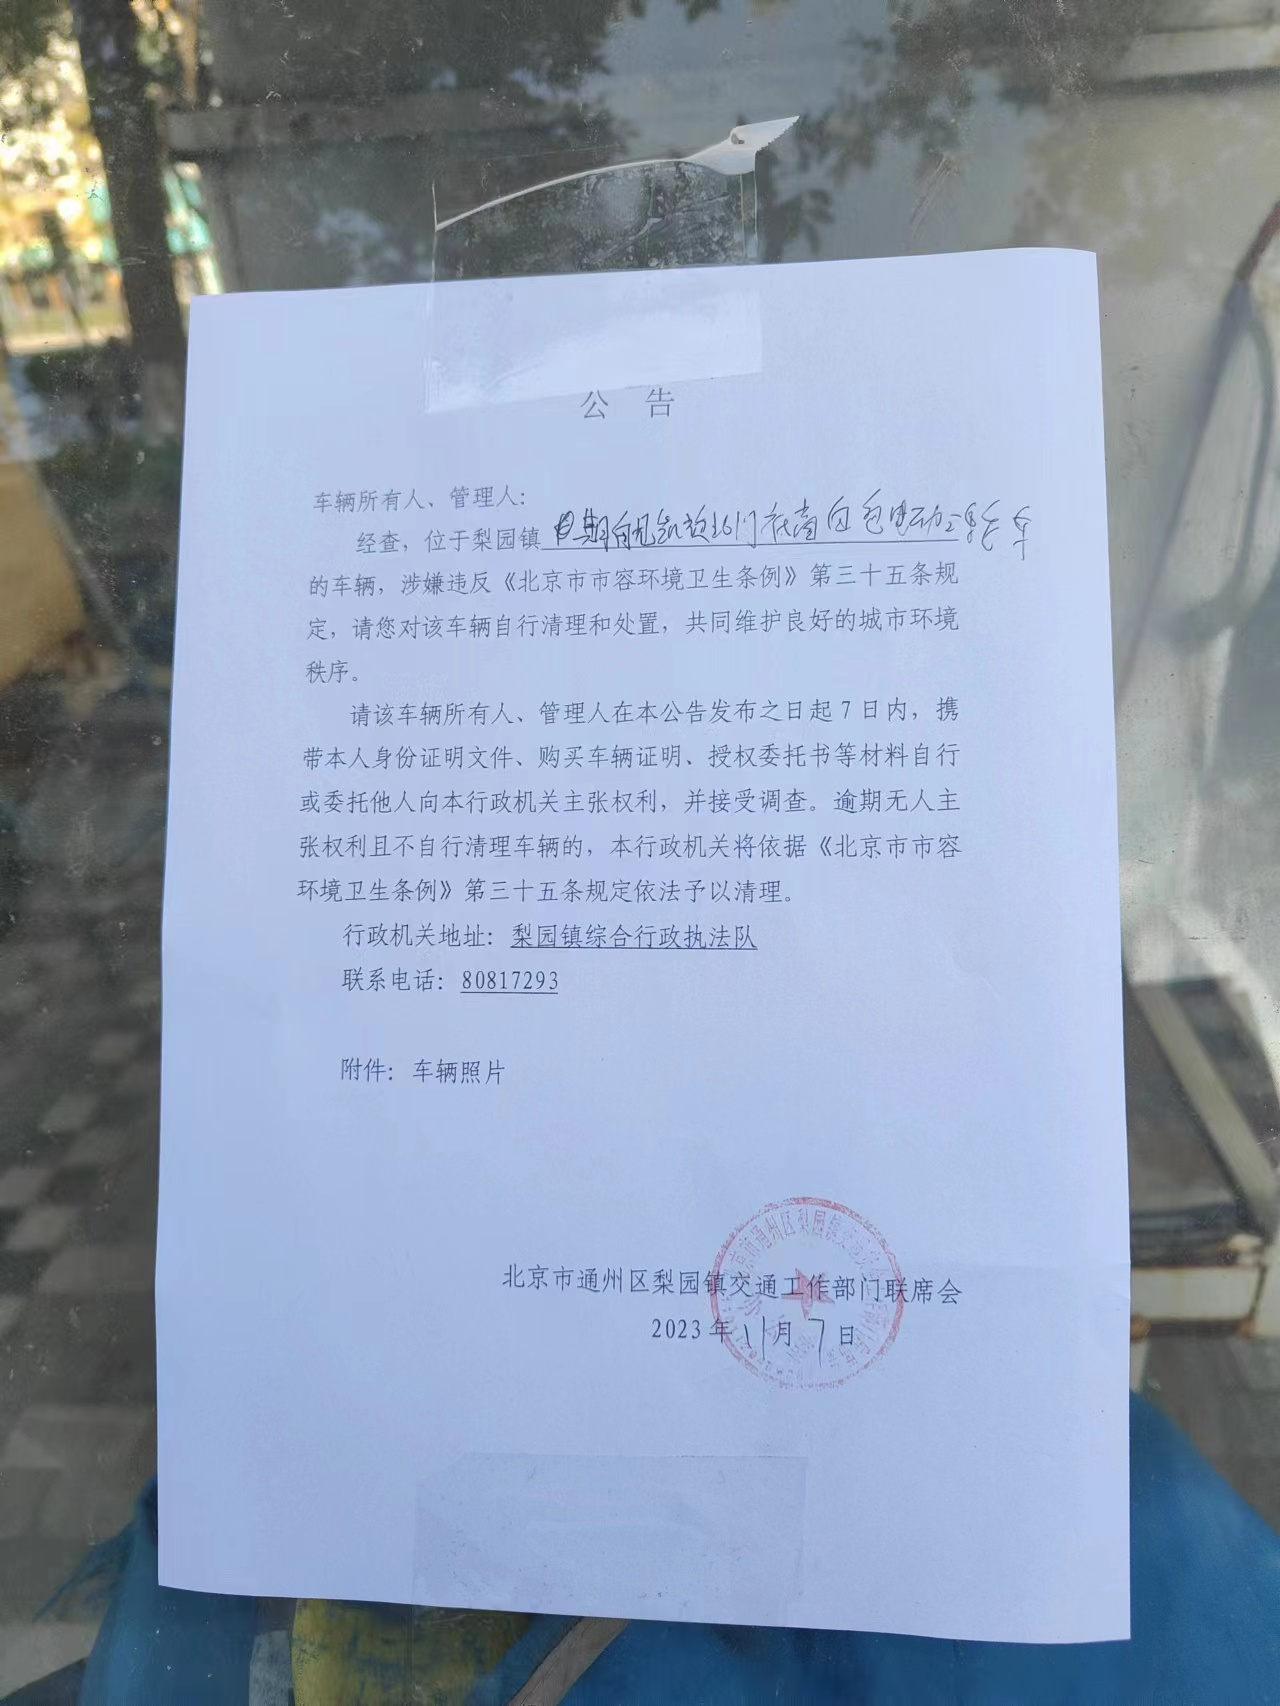 公 告
车辆所有人、管理人：
经查，位于梨园镇 北门 白色电动三轮车
的车辆，涉嫌违反《北京市市容环境卫生条例》第三十五条规
定，请您对该车辆自行清理和处置，共同维护良好的城市环境
秩序。
请该车辆所有人、管理人在本公告发布之日起 7 日内，携
带本人身份证明文件、购买车辆证明、授权委托书等材料自行
或委托他人向本行政机关主张权利，并接受调查。逾期无人主
张权利且不自行清理车辆的，本行政机关将依据《北京市市容
环境卫生条例》第三十五条规定依法予以清理。
行政机关地址：梨园镇综合行政执法队
联系电话：80817293
附件：车辆照片
北京市通州区梨园镇交通工作部门联席会
2023 年 11 月 7 日